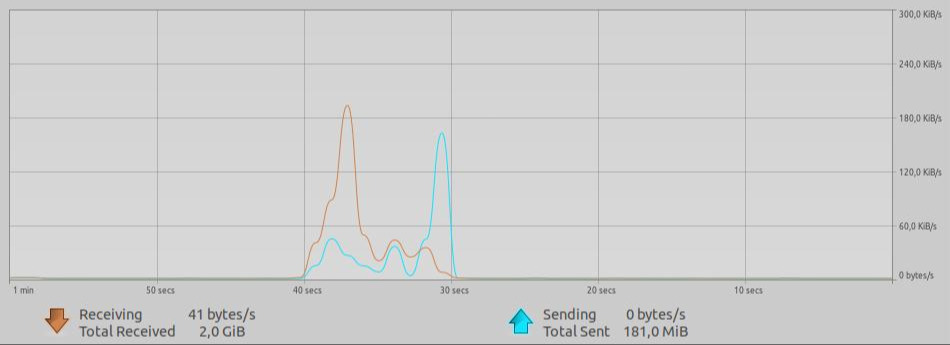 300,0 KiB/s
240,0 KiB/s
180,0 KiB/s
120,0 KiB/s
60,0 KiB/s
0 bytes/s
1 min 50 secs 40 secs 30 secs 20 secs 10 secs
Receiving 41 bytes/s Sending 0 bytes/s
Total Received 2,0 GiB Total Sent 181,0 MiB